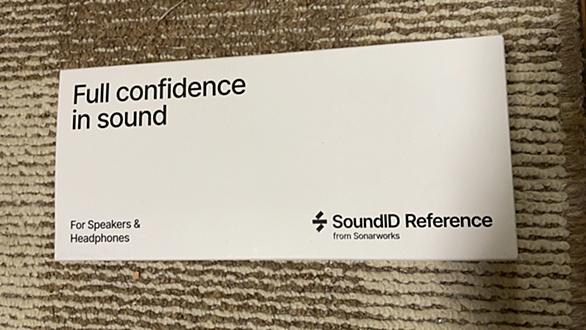 Full confidence
in sound
For Speakers &
Headphones
SoundID Reference
from Sonarworks